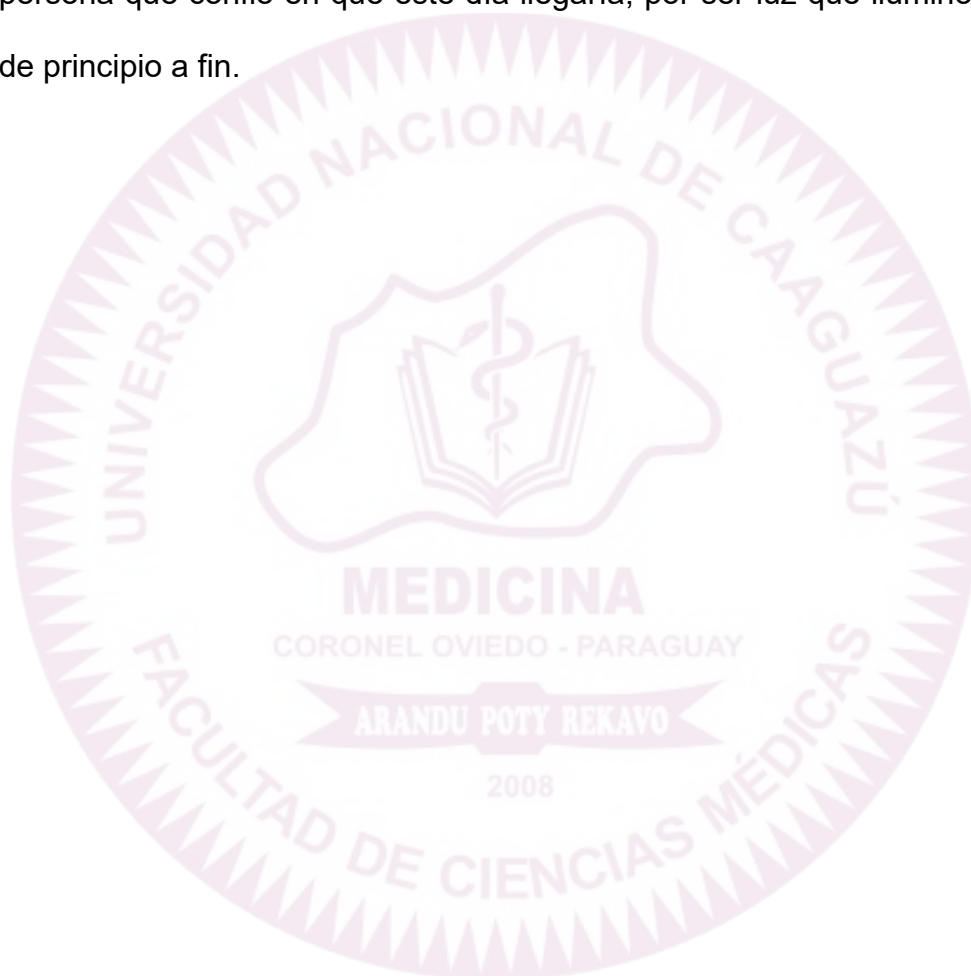 persona que confió en que este día llegaría, por ser luz que iluminó
de principio a fin.
UNIVERSIDAD NACIONAL DE CAAGUAZÚ
MEDICINA
CORONEL OVIEDO - PARAGUAY
ARANDU POTY REKAVO
2008
FACULTAD DE CIENCIAS MÉDICAS